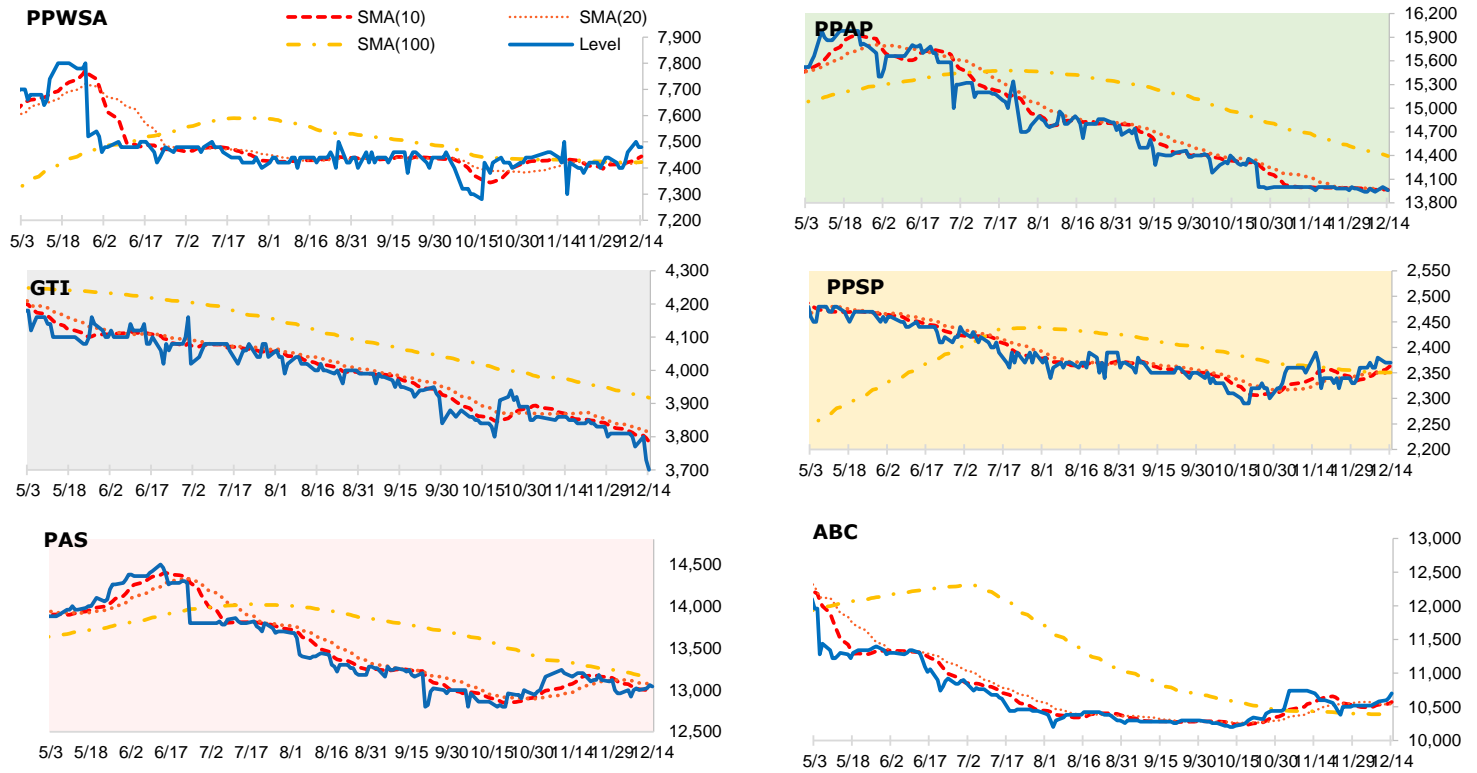 PPWSA
SMA(10)
SMA(20)
SMA(100)
Level
7,900
7,800
7,700
7,600
7,500
7,400
7,300
7,200
5/3 5/18 6/2 6/17 7/2 7/17 8/1 8/16 8/31 9/15 9/30 10/15 10/30 11/14 11/29 12/14
PPAP
16,200
15,900
15,600
15,300
15,000
14,700
14,400
14,100
13,800
5/3 5/18 6/2 6/17 7/2 7/17 8/1 8/16 8/31 9/15 9/30 10/15 10/30 11/14 11/29 12/14
GTI
4,300
4,200
4,100
4,000
3,900
3,800
3,700
5/3 5/18 6/2 6/17 7/2 7/17 8/1 8/16 8/31 9/15 9/30 10/15 10/30 11/14 11/29 12/14
PPSP
2,550
2,500
2,450
2,400
2,350
2,300
2,250
2,200
5/3 5/18 6/2 6/17 7/2 7/17 8/1 8/16 8/31 9/15 9/30 10/15 10/30 11/14 11/29 12/14
PAS
14,500
14,000
13,500
13,000
12,500
5/3 5/18 6/2 6/17 7/2 7/17 8/1 8/16 8/31 9/15 9/30 10/15 10/30 11/14 11/29 12/14
ABC
13,000
12,500
12,000
11,500
11,000
10,500
10,000
5/3 5/18 6/2 6/17 7/2 7/17 8/1 8/16 8/31 9/15 9/30 10/15 10/30 11/14 11/29 12/14